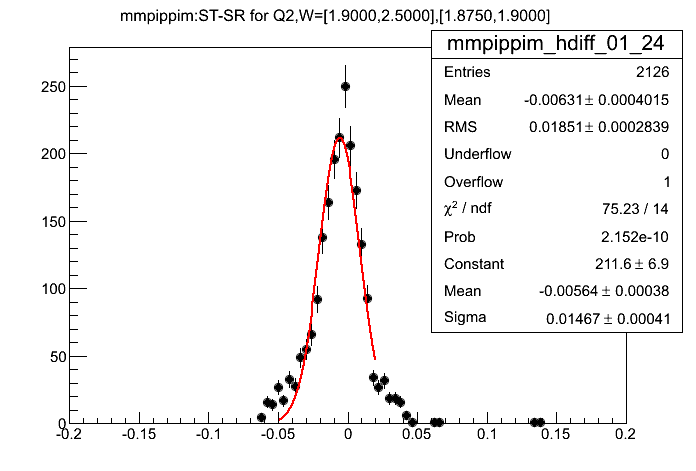 mmpippim:ST-SR for Q2,W=[1.9000,2.5000],[1.8750,1.9000]
mmpippim_hdiff_01_24
Entries 2126
Mean -0.00631± 0.0004015
RMS 0.01851± 0.0002839
Underflow 0
Overflow 1
χ² / ndf 75.23 / 14
Prob 2.152e-10
Constant 211.6 ± 6.9
Mean -0.00564 ± 0.00038
Sigma 0.01467 ± 0.00041
250
200
150
100
50
0
-0.2 -0.15 -0.1 -0.05 0 0.05 0.1 0.15 0.2